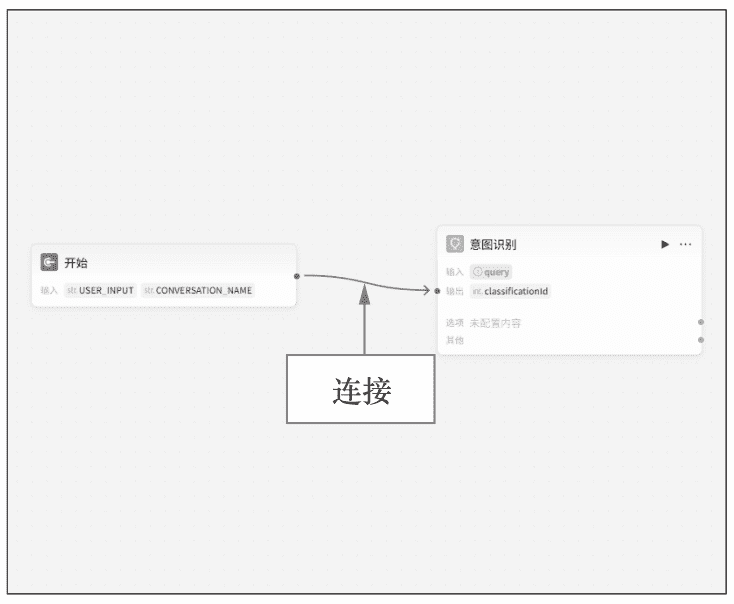 开始
输入 str.USER_INPUT str.CONVERSATION_NAME
意图识别
输入 query
输出 int.classificationId
选项 未配置内容
其他
连接